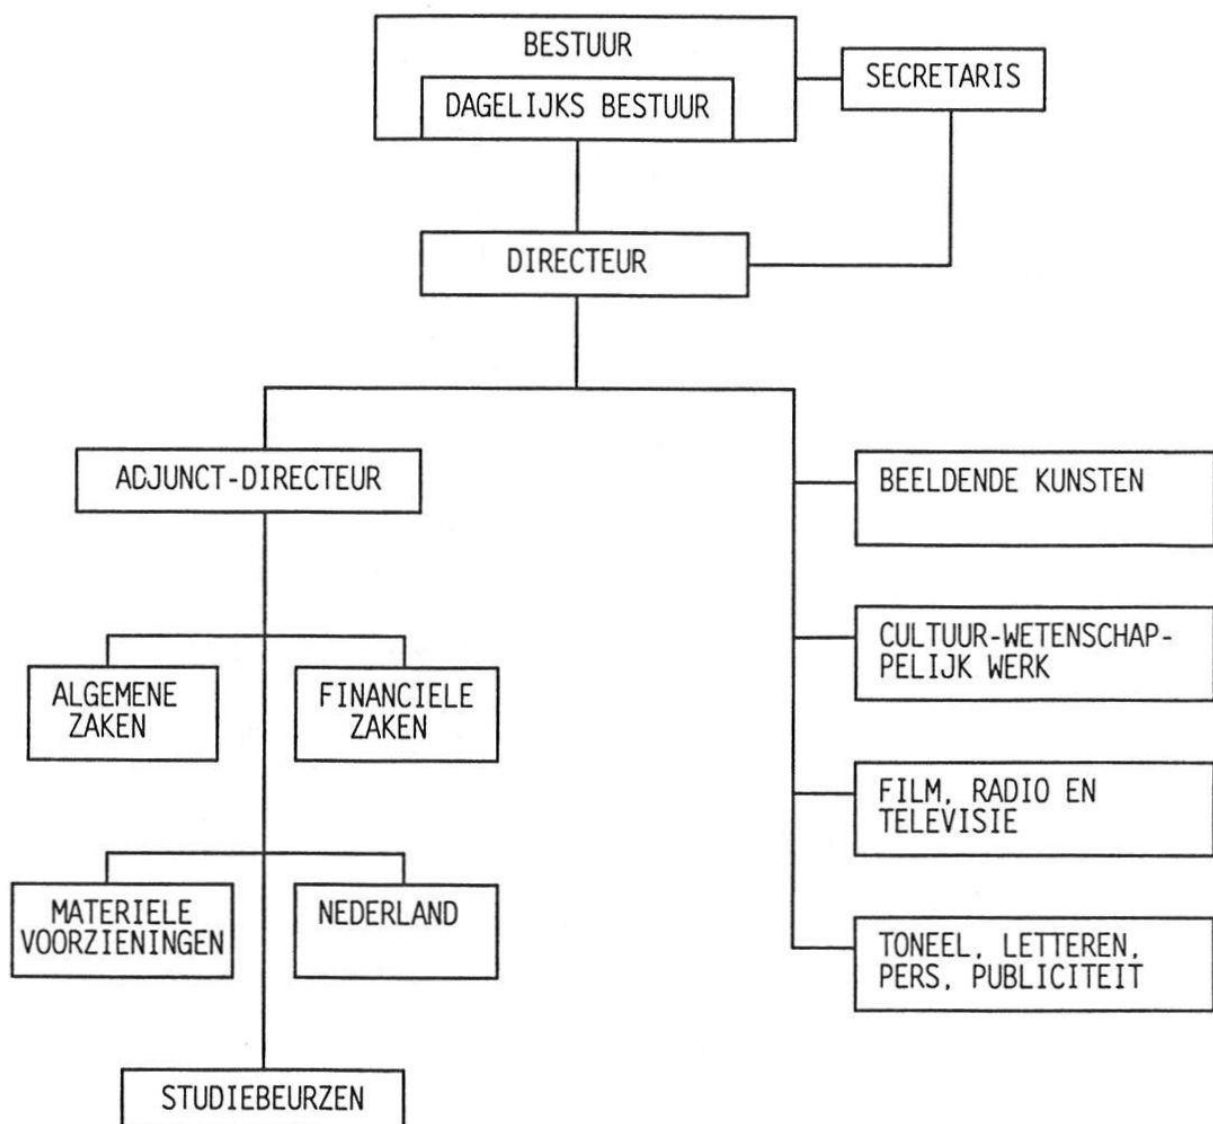 BESTUUR
DAGELIJKS BESTUUR
SECRETARIS
DIRECTEUR
ADJUNCT-DIRECTEUR
ALGEMENE
ZAKEN
FINANCIELE
ZAKEN
MATERIELE
VOORZIENINGEN
NEDERLAND
STUDIEBEURZEN
BEELDENDE KUNSTEN
CULTUUR-WETENSCHAP-
PELIJK WERK
FILM, RADIO EN
TELEVISIE
TONEEL, LETTEREN,
PERS, PUBLICITEIT